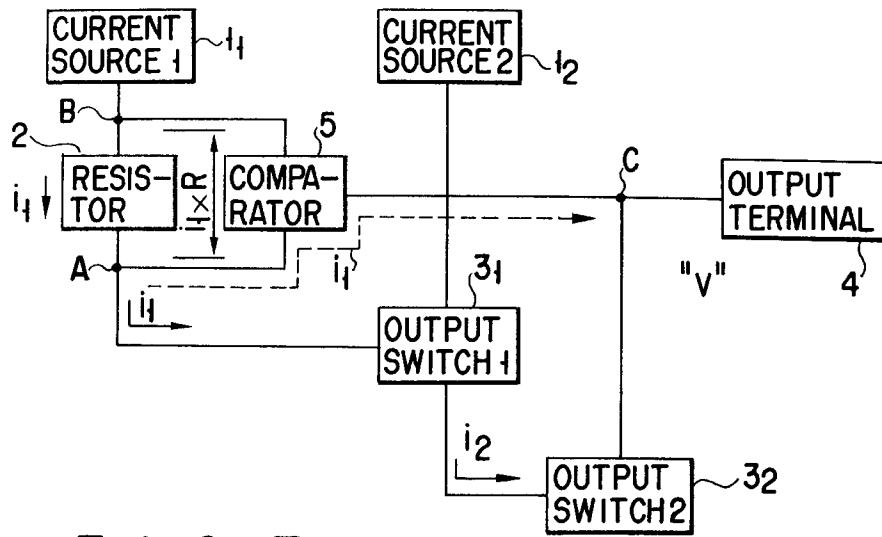 CURRENT
SOURCE 1
1₁
CURRENT
SOURCE 2
1₂
B
2
5
i₁
RESIS-
TOR
i₁×R
COMPA-
RATOR
C
OUTPUT
TERMINAL
A
i₁
"V"
4
i₁
3₁
OUTPUT
SWITCH 1
i₂
OUTPUT
SWITCH 2
3₂